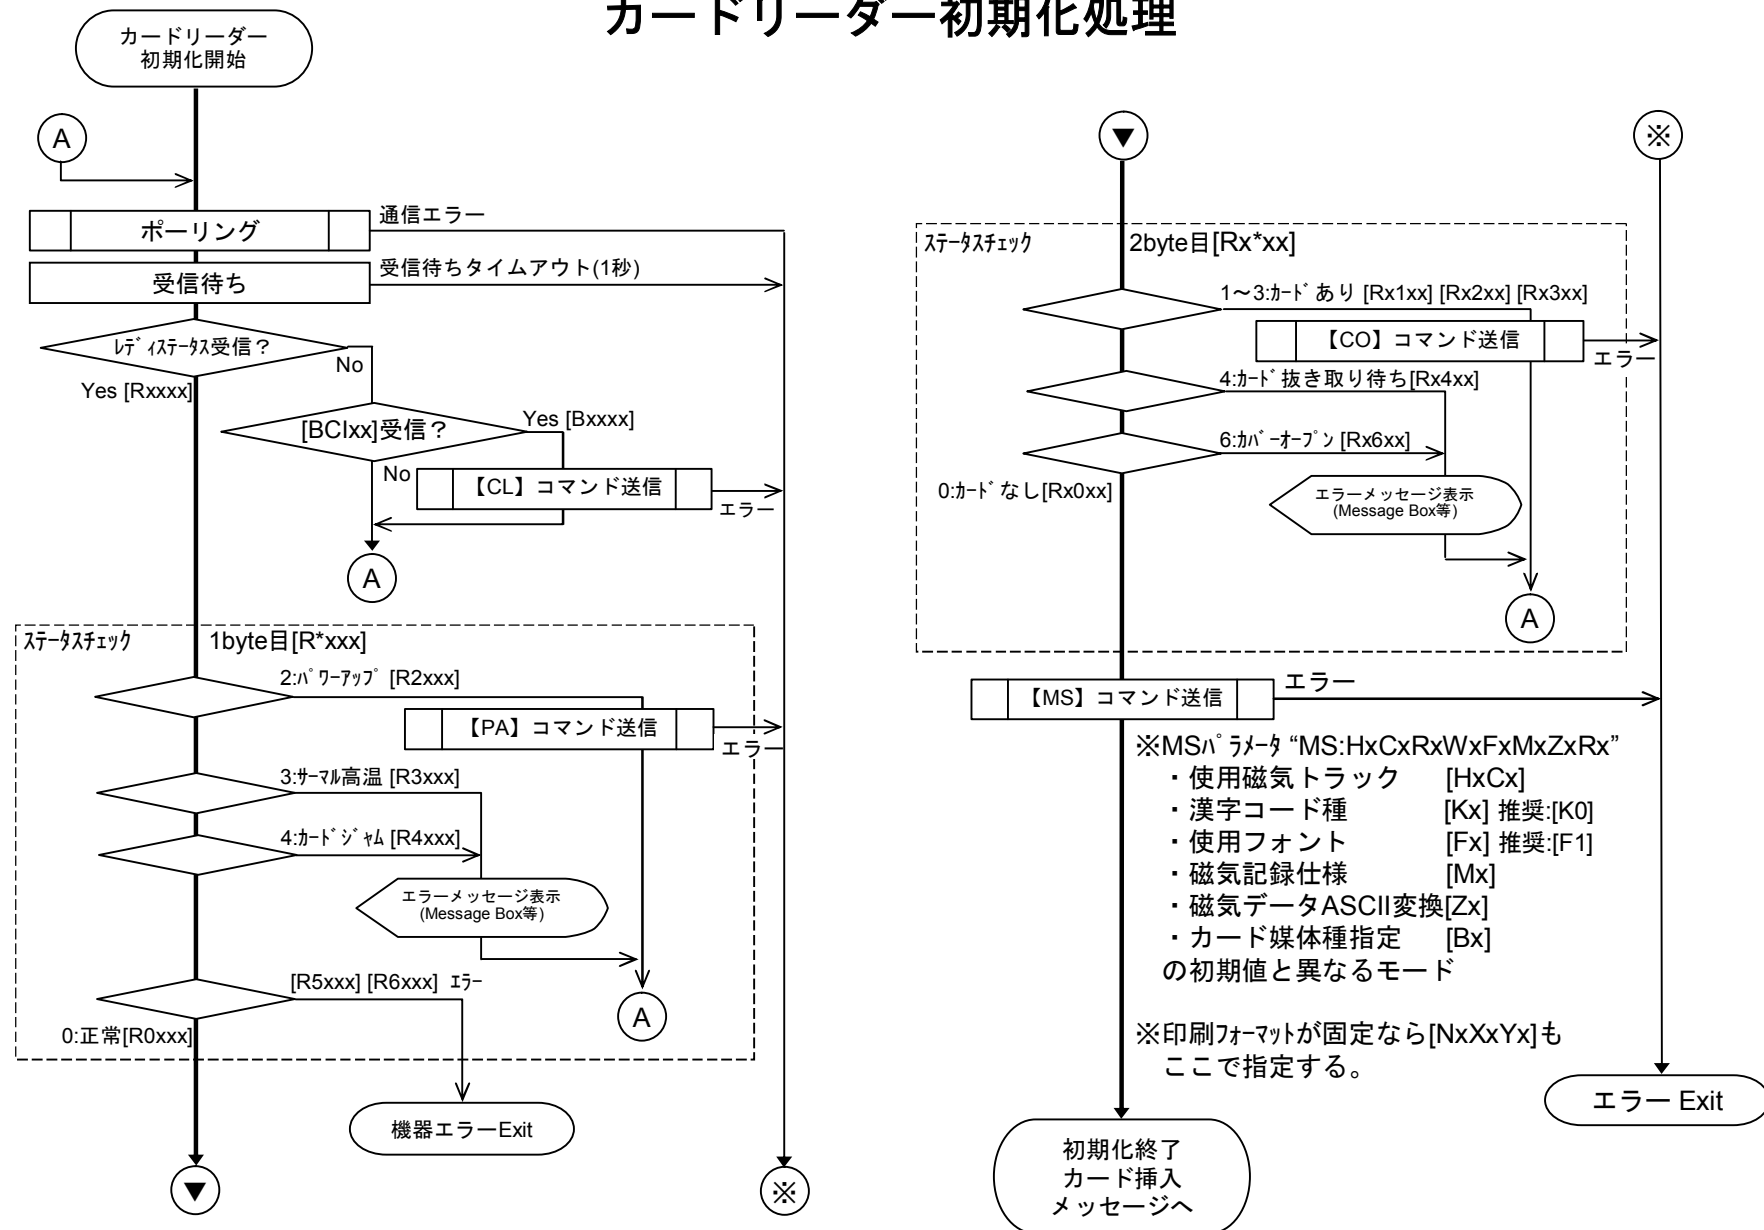 カードリーダー初期化処理
カードリーダー
初期化開始
A
ポーリング
通信エラー
受信待ち
受信待ちタイムアウト(1秒)
ﾚﾃﾞｨｽﾃｰﾀｽ受信？
No
Yes [Rxxxx]
[BCIxx]受信？
Yes [Bxxxx]
No
【CL】コマンド送信
エラー
A
ｽﾃｰﾀｽﾁｪｯｸ
1byte目[R*xxx]
2:ﾊﾟﾜｰｱｯﾌﾟ [R2xxx]
【PA】コマンド送信
エラー
3:ｻｰﾏﾙ高温 [R3xxx]
4:ｶｰﾄﾞｼﾞｬﾑ [R4xxx]
エラーメッセージ表示
(Message Box等)
[R5xxx] [R6xxx] ｴﾗｰ
A
0:正常[R0xxx]
機器エラーExit
▼
※
▼
※
ｽﾃｰﾀｽﾁｪｯｸ
2byte目[Rx*xx]
1～3:ｶｰﾄﾞあり [Rx1xx] [Rx2xx] [Rx3xx]
【CO】コマンド送信
エラー
4:ｶｰﾄﾞ抜き取り待ち[Rx4xx]
6:ｶﾊﾞｰｵｰﾌﾟﾝ [Rx6xx]
0:ｶｰﾄﾞなし[Rx0xx]
エラーメッセージ表示
(Message Box等)
A
【MS】コマンド送信
エラー
※MSﾊﾟﾗﾒｰﾀ “MS:HxCxRxWxFxMxZxRx”
・使用磁気トラック [HxCx]
・漢字コード種 [Kx] 推奨:[K0]
・使用フォント [Fx] 推奨:[F1]
・磁気記録仕様 [Mx]
・磁気データASCII変換[Zx]
・カード媒体種指定 [Bx]
の初期値と異なるモード
※印刷ﾌｫｰﾏｯﾄが固定なら[NxXxYx]も
ここで指定する。
エラー Exit
初期化終了
カード挿入
メッセージへ